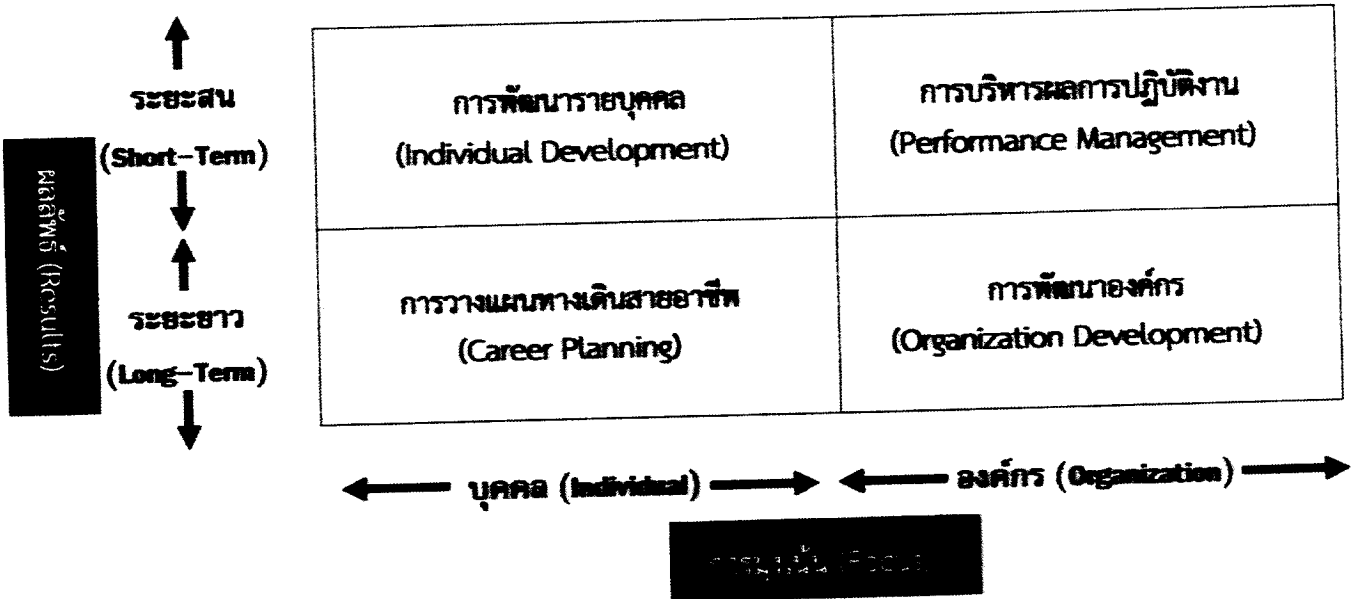 ระยะสั้น
(Short-Term)
ผลลัพธ์ (Results)
ระยะยาว
(Long-Term)
การพัฒนารายบุคคล
(Individual Development)
การบริหารผลการปฏิบัติงาน
(Performance Management)
การวางแผนทางเดินสายอาชีพ
(Career Planning)
การพัฒนาองค์กร
(Organization Development)
บุคคล (Individual)
องค์กร (Organization)
การมุ่งเน้น (Focus)